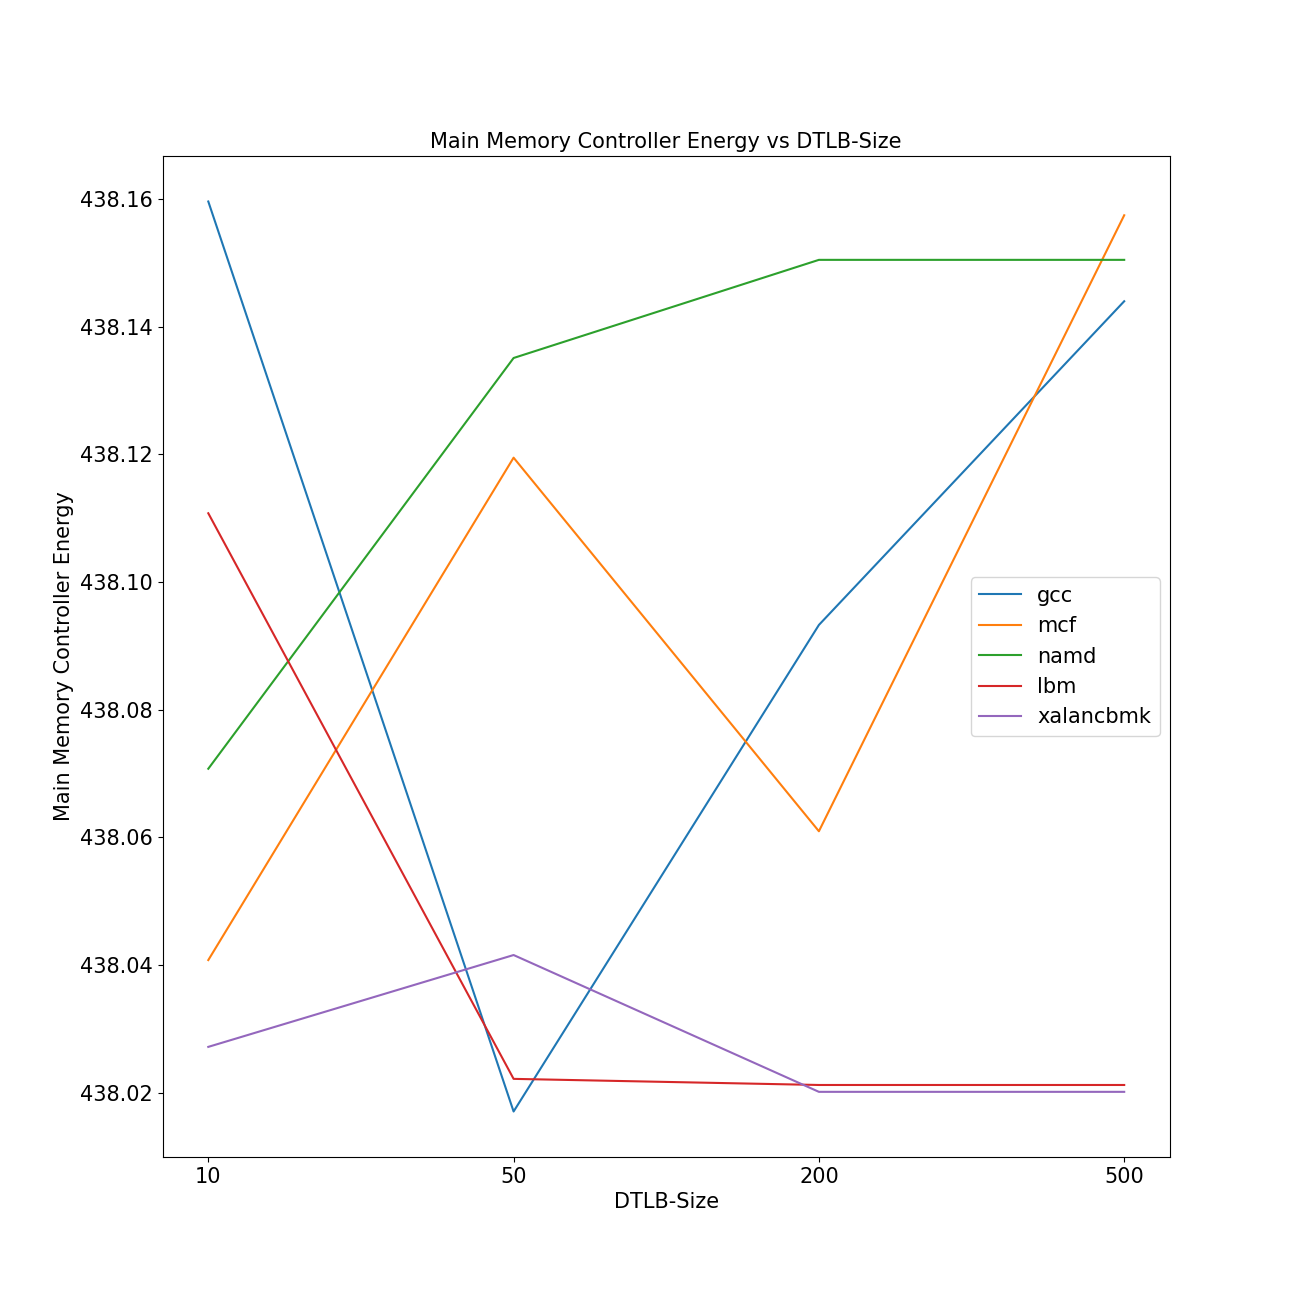 Main Memory Controller Energy vs DTLB-Size
438.16
438.14
438.12
438.10
438.08
438.06
438.04
438.02
Main Memory Controller Energy
gcc
mcf
namd
lbm
xalancbmk
10 50 200 500
DTLB-Size